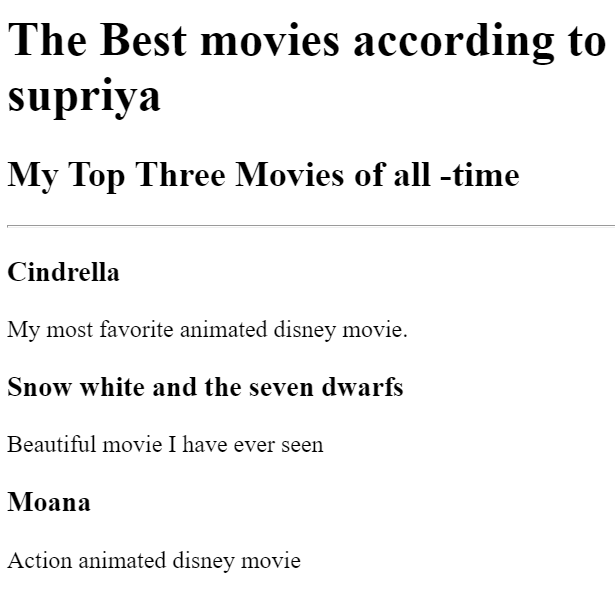 The Best movies according to
supriya
My Top Three Movies of all -time
Cindrella
My most favorite animated disney movie.
Snow white and the seven dwarfs
Beautiful movie I have ever seen
Moana
Action animated disney movie